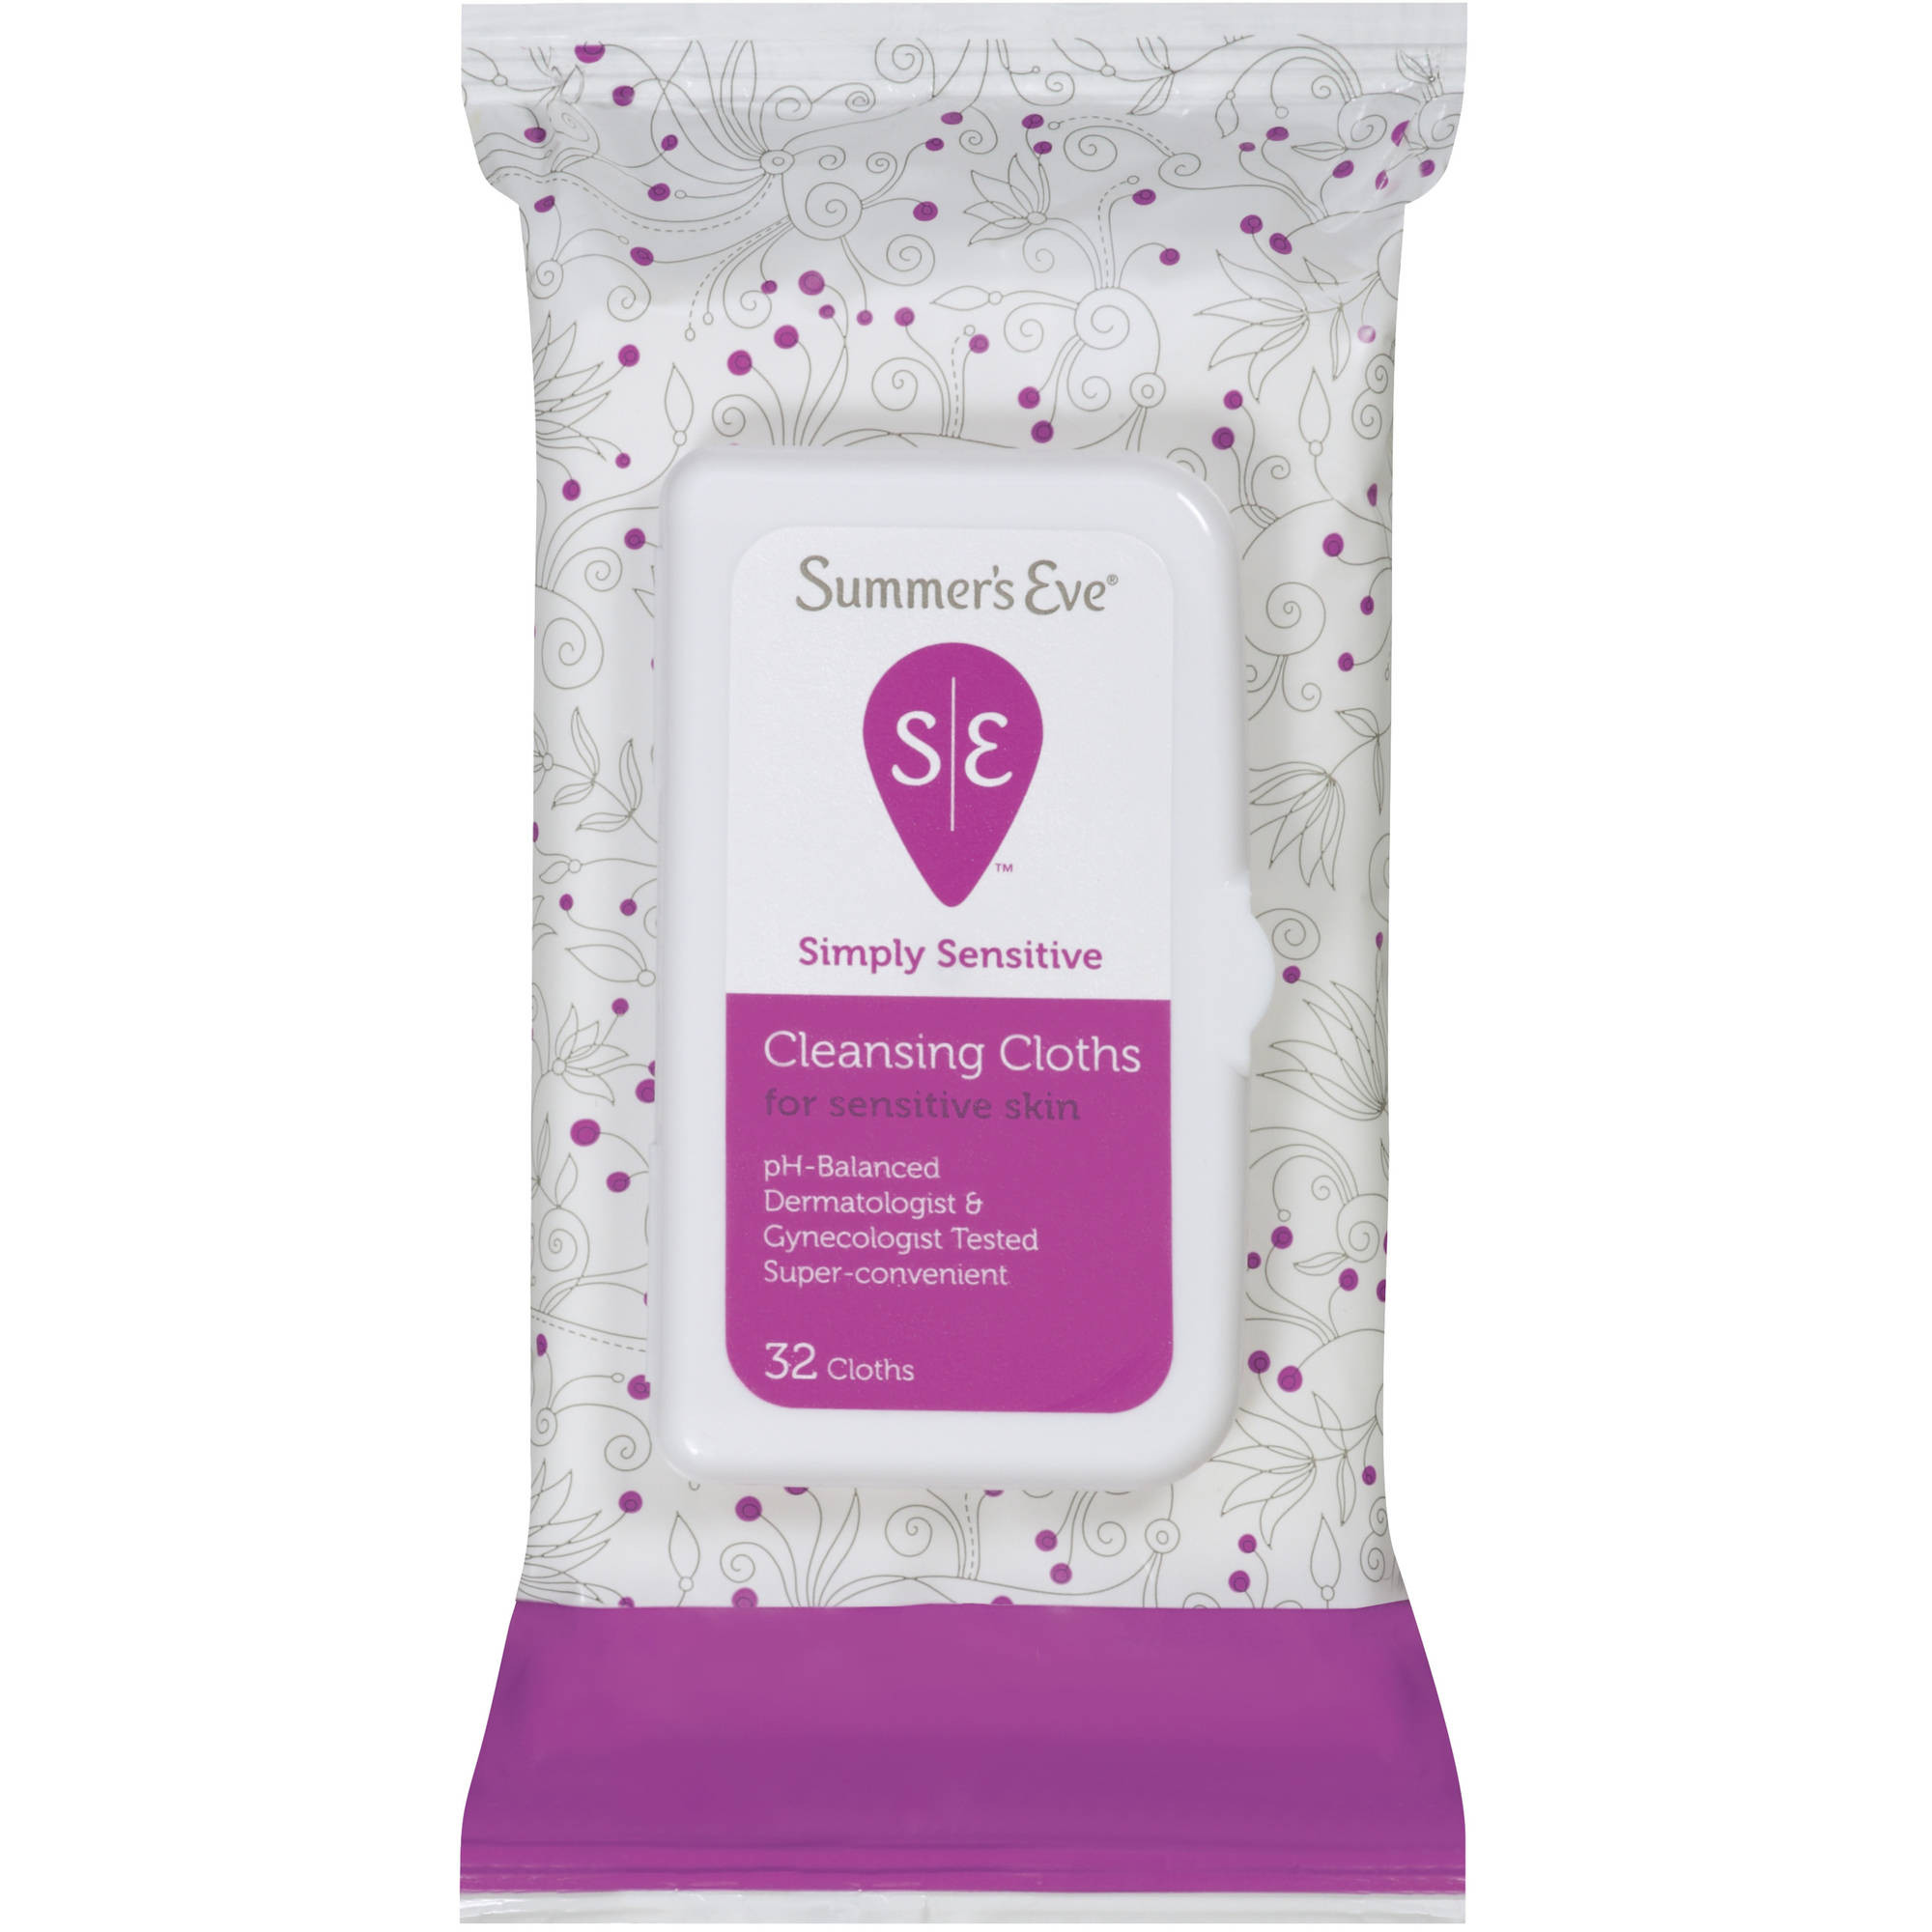 Summer's Eve®
S|E
™
Simply Sensitive
Cleansing Cloths
for sensitive skin
pH-Balanced
Dermatologist &
Gynecologist Tested
Super-convenient
32 Cloths